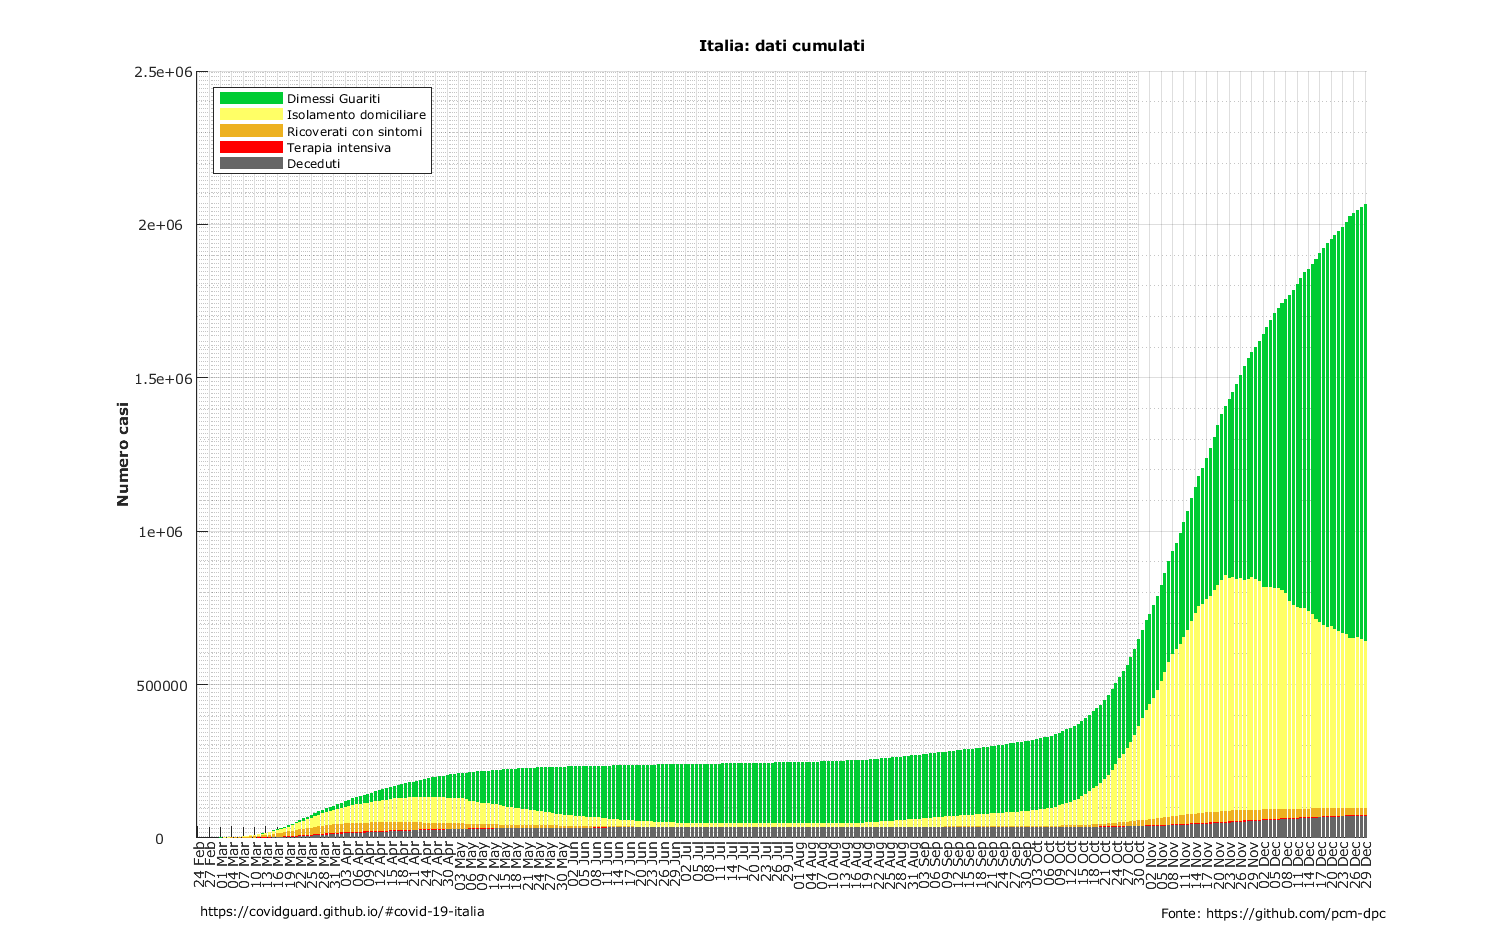 Italia: dati cumulati
2.5e+06
Dimessi Guariti
Isolamento domiciliare
Ricoverati con sintomi
Terapia intensiva
Deceduti
2e+06
1.5e+06
1e+06
500000
0
Numero casi
24 Feb
27 Feb
01 Mar
04 Mar
07 Mar
10 Mar
13 Mar
16 Mar
19 Mar
22 Mar
25 Mar
28 Mar
31 Mar
03 Apr
06 Apr
09 Apr
12 Apr
15 Apr
18 Apr
21 Apr
24 Apr
27 Apr
30 Apr
03 May
06 May
09 May
12 May
15 May
18 May
21 May
24 May
27 May
30 May
02 Jun
05 Jun
08 Jun
11 Jun
14 Jun
17 Jun
20 Jun
23 Jun
26 Jun
29 Jun
02 Jul
05 Jul
08 Jul
11 Jul
14 Jul
17 Jul
20 Jul
23 Jul
26 Jul
29 Jul
01 Aug
04 Aug
07 Aug
10 Aug
13 Aug
16 Aug
19 Aug
22 Aug
25 Aug
28 Aug
31 Aug
03 Sep
06 Sep
09 Sep
12 Sep
15 Sep
18 Sep
21 Sep
24 Sep
27 Sep
30 Sep
03 Oct
06 Oct
09 Oct
12 Oct
15 Oct
18 Oct
21 Oct
24 Oct
27 Oct
30 Oct
02 Nov
05 Nov
08 Nov
11 Nov
14 Nov
17 Nov
20 Nov
23 Nov
26 Nov
29 Nov
02 Dec
05 Dec
08 Dec
11 Dec
14 Dec
17 Dec
20 Dec
23 Dec
26 Dec
29 Dec
https://covidguard.github.io/#covid-19-italia
Fonte: https://github.com/pcm-dpc